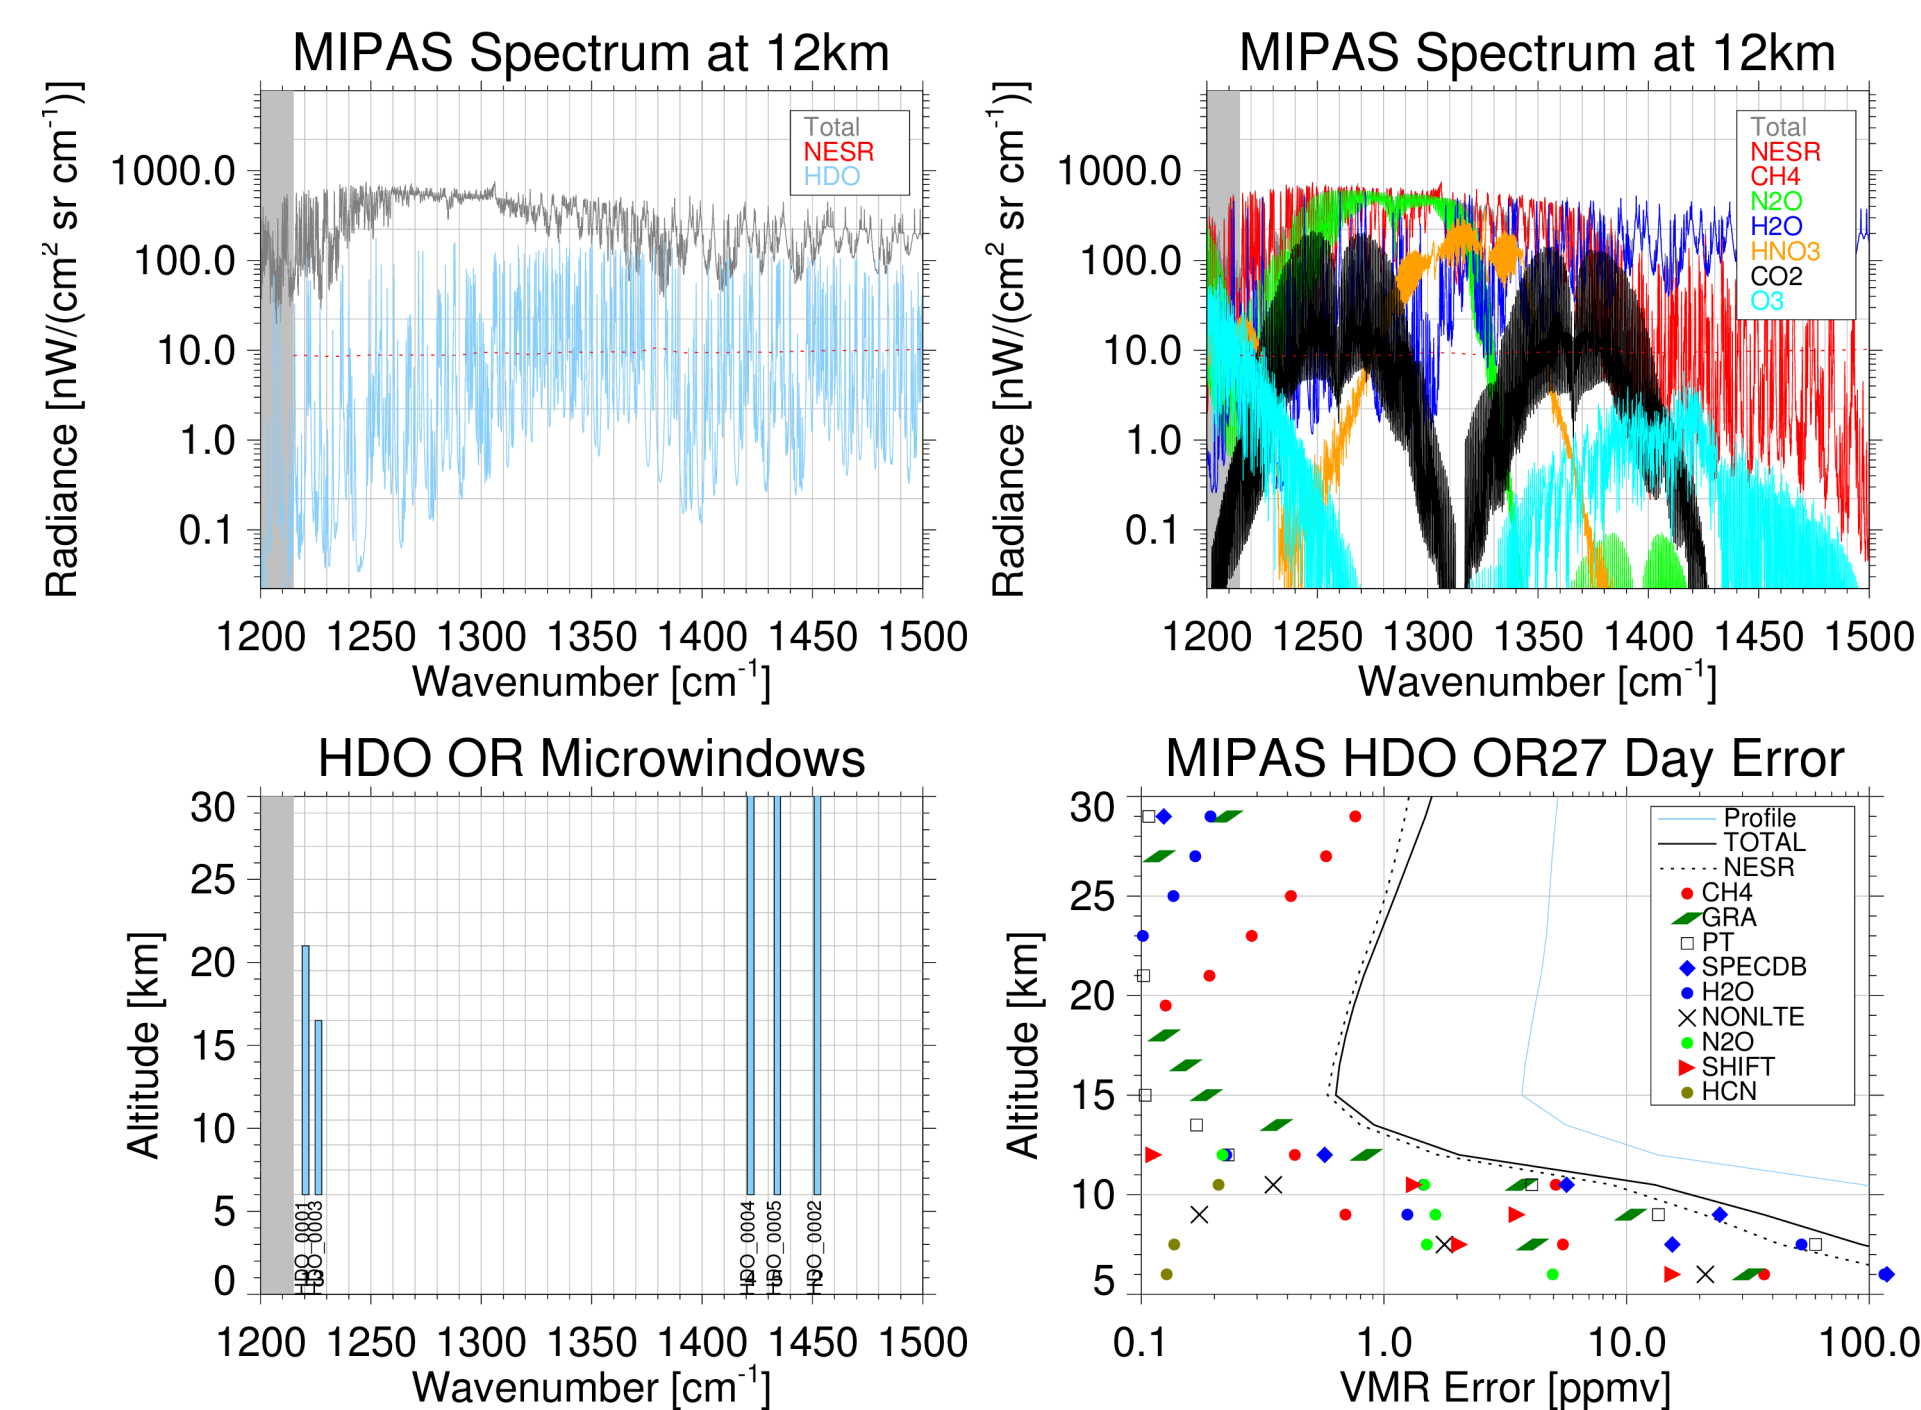 MIPAS Spectrum at 12km
Radiance [nW/(cm2 sr cm-1)]
1000.0
100.0
10.0
1.0
0.1
Total
NESR
HDO
1200 1250 1300 1350 1400 1450 1500
Wavenumber [cm-1]
MIPAS Spectrum at 12km
Radiance [nW/(cm2 sr cm-1)]
1000.0
100.0
10.0
1.0
0.1
Total
NESR
CH4
N2O
H2O
HNO3
CO2
O3
1200 1250 1300 1350 1400 1450 1500
Wavenumber [cm-1]
HDO OR Microwindows
Altitude [km]
30
25
20
15
10
5
0
HDO_0001
HDO_0003
HDO_0004
HDO_0005
HDO_0002
1
3
4
5
2
1200 1250 1300 1350 1400 1450 1500
Wavenumber [cm-1]
MIPAS HDO OR27 Day Error
Altitude [km]
30
25
20
15
10
5
Profile
TOTAL
NESR
CH4
GRA
PT
SPECDB
H2O
NONLTE
N2O
SHIFT
HCN
0.1 1.0 10.0 100.0
VMR Error [ppmv]